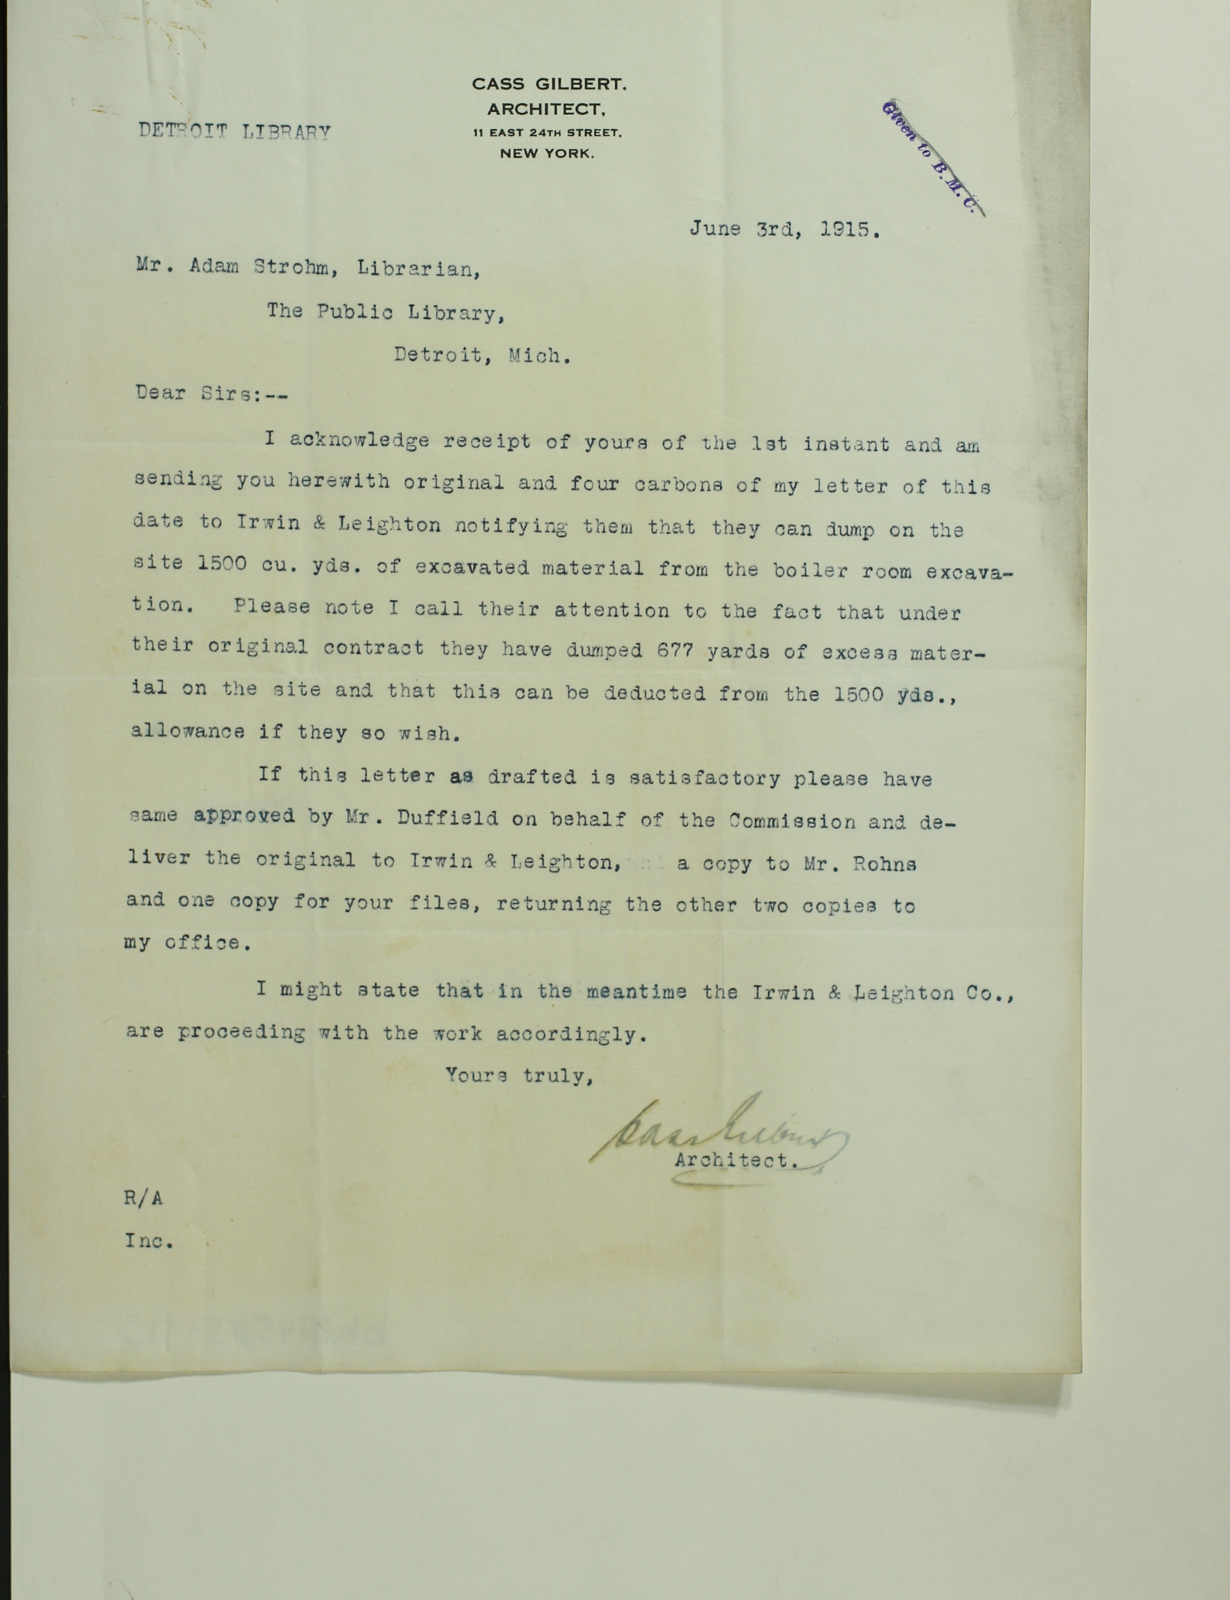 CASS GILBERT.
ARCHITECT,
11 EAST 24TH STREET,
NEW YORK.
DETROIT LIBRARY
Given to B. M. C.
June 3rd, 1915.
Mr. Adam Strohm, Librarian,
The Public Library,
Detroit, Mich.
Dear Sirs:--
I acknowledge receipt of yours of the 1st instant and am
sending you herewith original and four carbons of my letter of this
date to Irwin & Leighton notifying them that they can dump on the
site 1500 cu. yds. of excavated material from the boiler room excava-
tion. Please note I call their attention to the fact that under
their original contract they have dumped 677 yards of excess mater-
ial on the site and that this can be deducted from the 1500 yds.,
allowance if they so wish.
If this letter as drafted is satisfactory please have
same approved by Mr. Duffield on behalf of the Commission and de-
liver the original to Irwin & Leighton, a copy to Mr. Rohns
and one copy for your files, returning the other two copies to
my office.
I might state that in the meantime the Irwin & Leighton Co.,
are proceeding with the work accordingly.
Yours truly,
Cass Gilbert
Architect.
R/A
Inc.